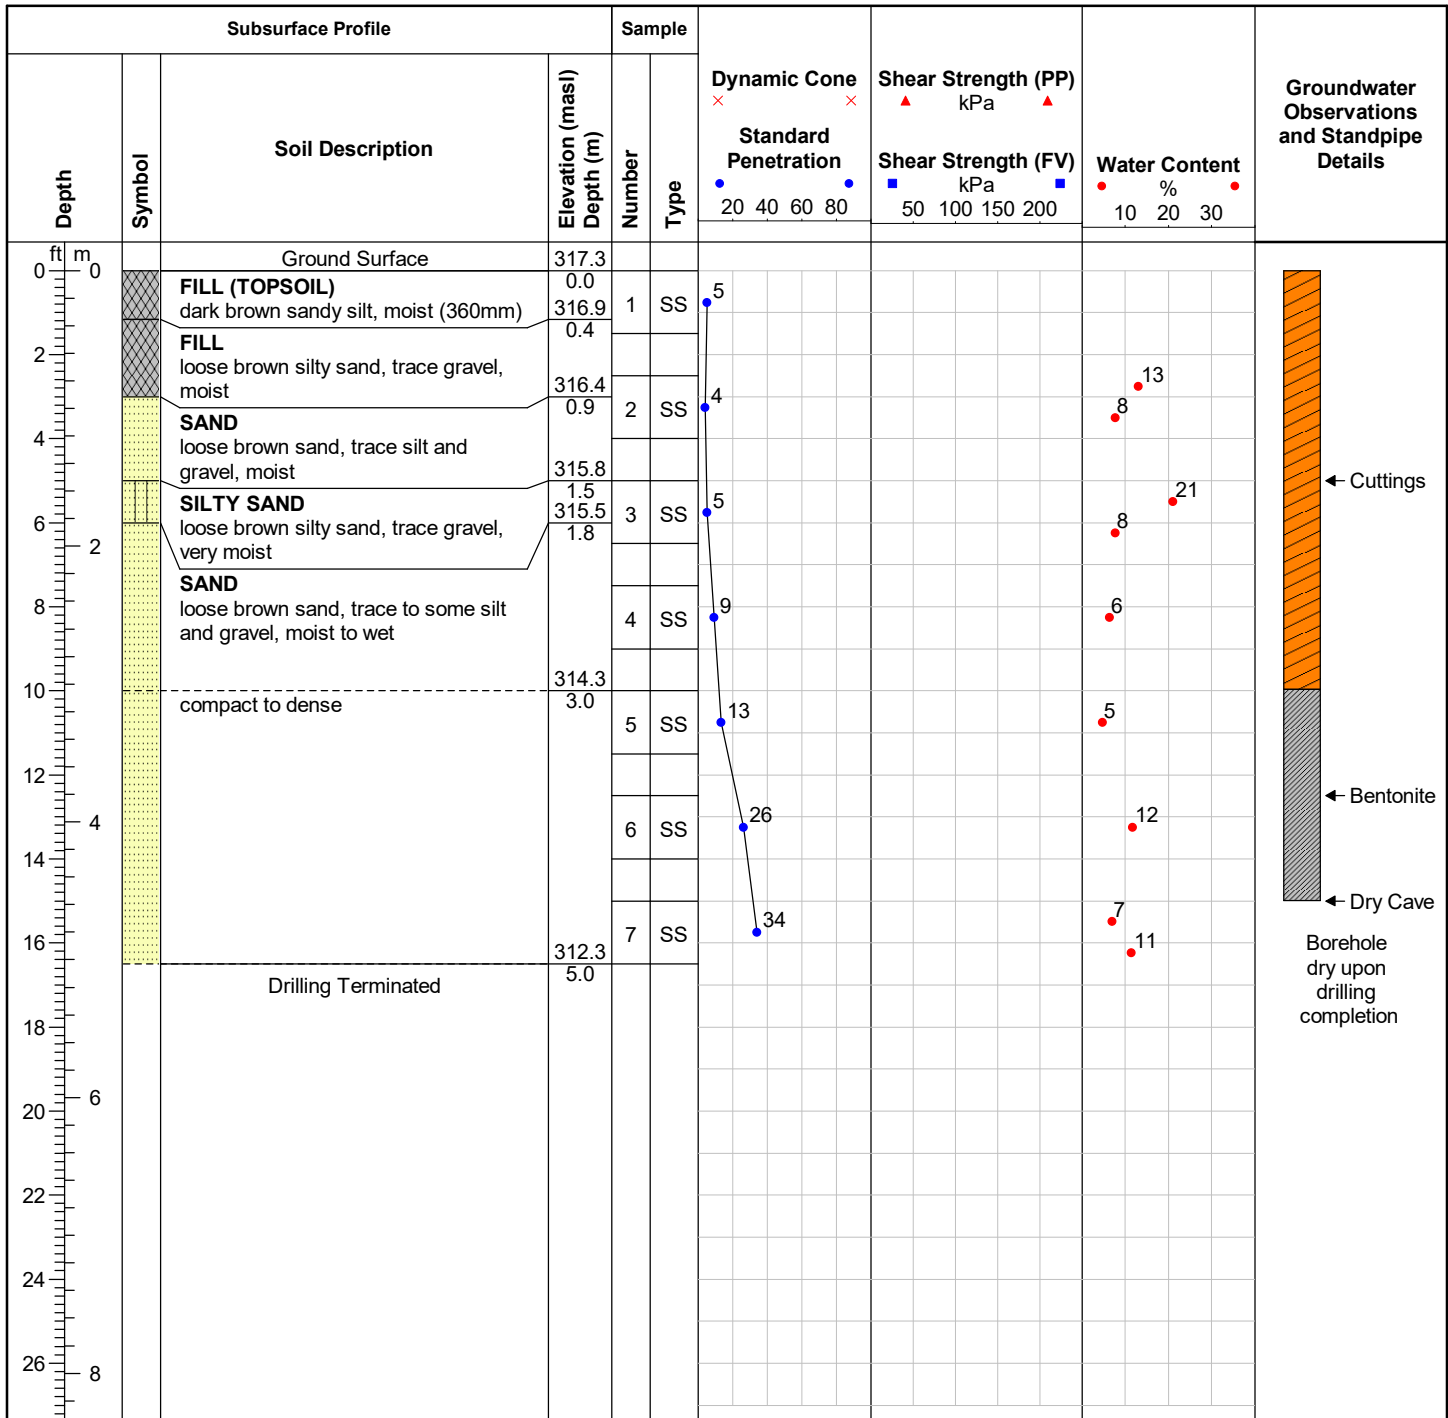 Subsurface Profile
Sample
Depth
Symbol
Soil Description
Elevation (masl)
Depth (m)
Number
Type
Dynamic Cone
Standard
Penetration
20 40 60 80
Shear Strength (PP)
kPa
Shear Strength (FV)
kPa
50 100 150 200
Water Content
%
10 20 30
Groundwater
Observations
and Standpipe
Details
ft m
0 0
Ground Surface
317.3
0.0
FILL (TOPSOIL)
dark brown sandy silt, moist (360mm)
316.9
0.4
1 SS
5
FILL
loose brown silty sand, trace gravel,
moist
316.4
0.9
2
2 SS
4
13
8
SAND
loose brown sand, trace silt and
gravel, moist
315.8
1.5
4
Cuttings
SILTY SAND
loose brown silty sand, trace gravel,
very moist
315.5
1.8
3 SS
5
21
8
6
2
SAND
loose brown sand, trace to some silt
and gravel, moist to wet
8
4 SS
9
6
314.3
3.0
10
compact to dense
5 SS
13
5
12
Bentonite
4
6 SS
26
12
14
Dry Cave
7 SS
34
7
11
16
312.3
5.0
Drilling Terminated
Borehole
dry upon
drilling
completion
18
6
20
22
24
26
8